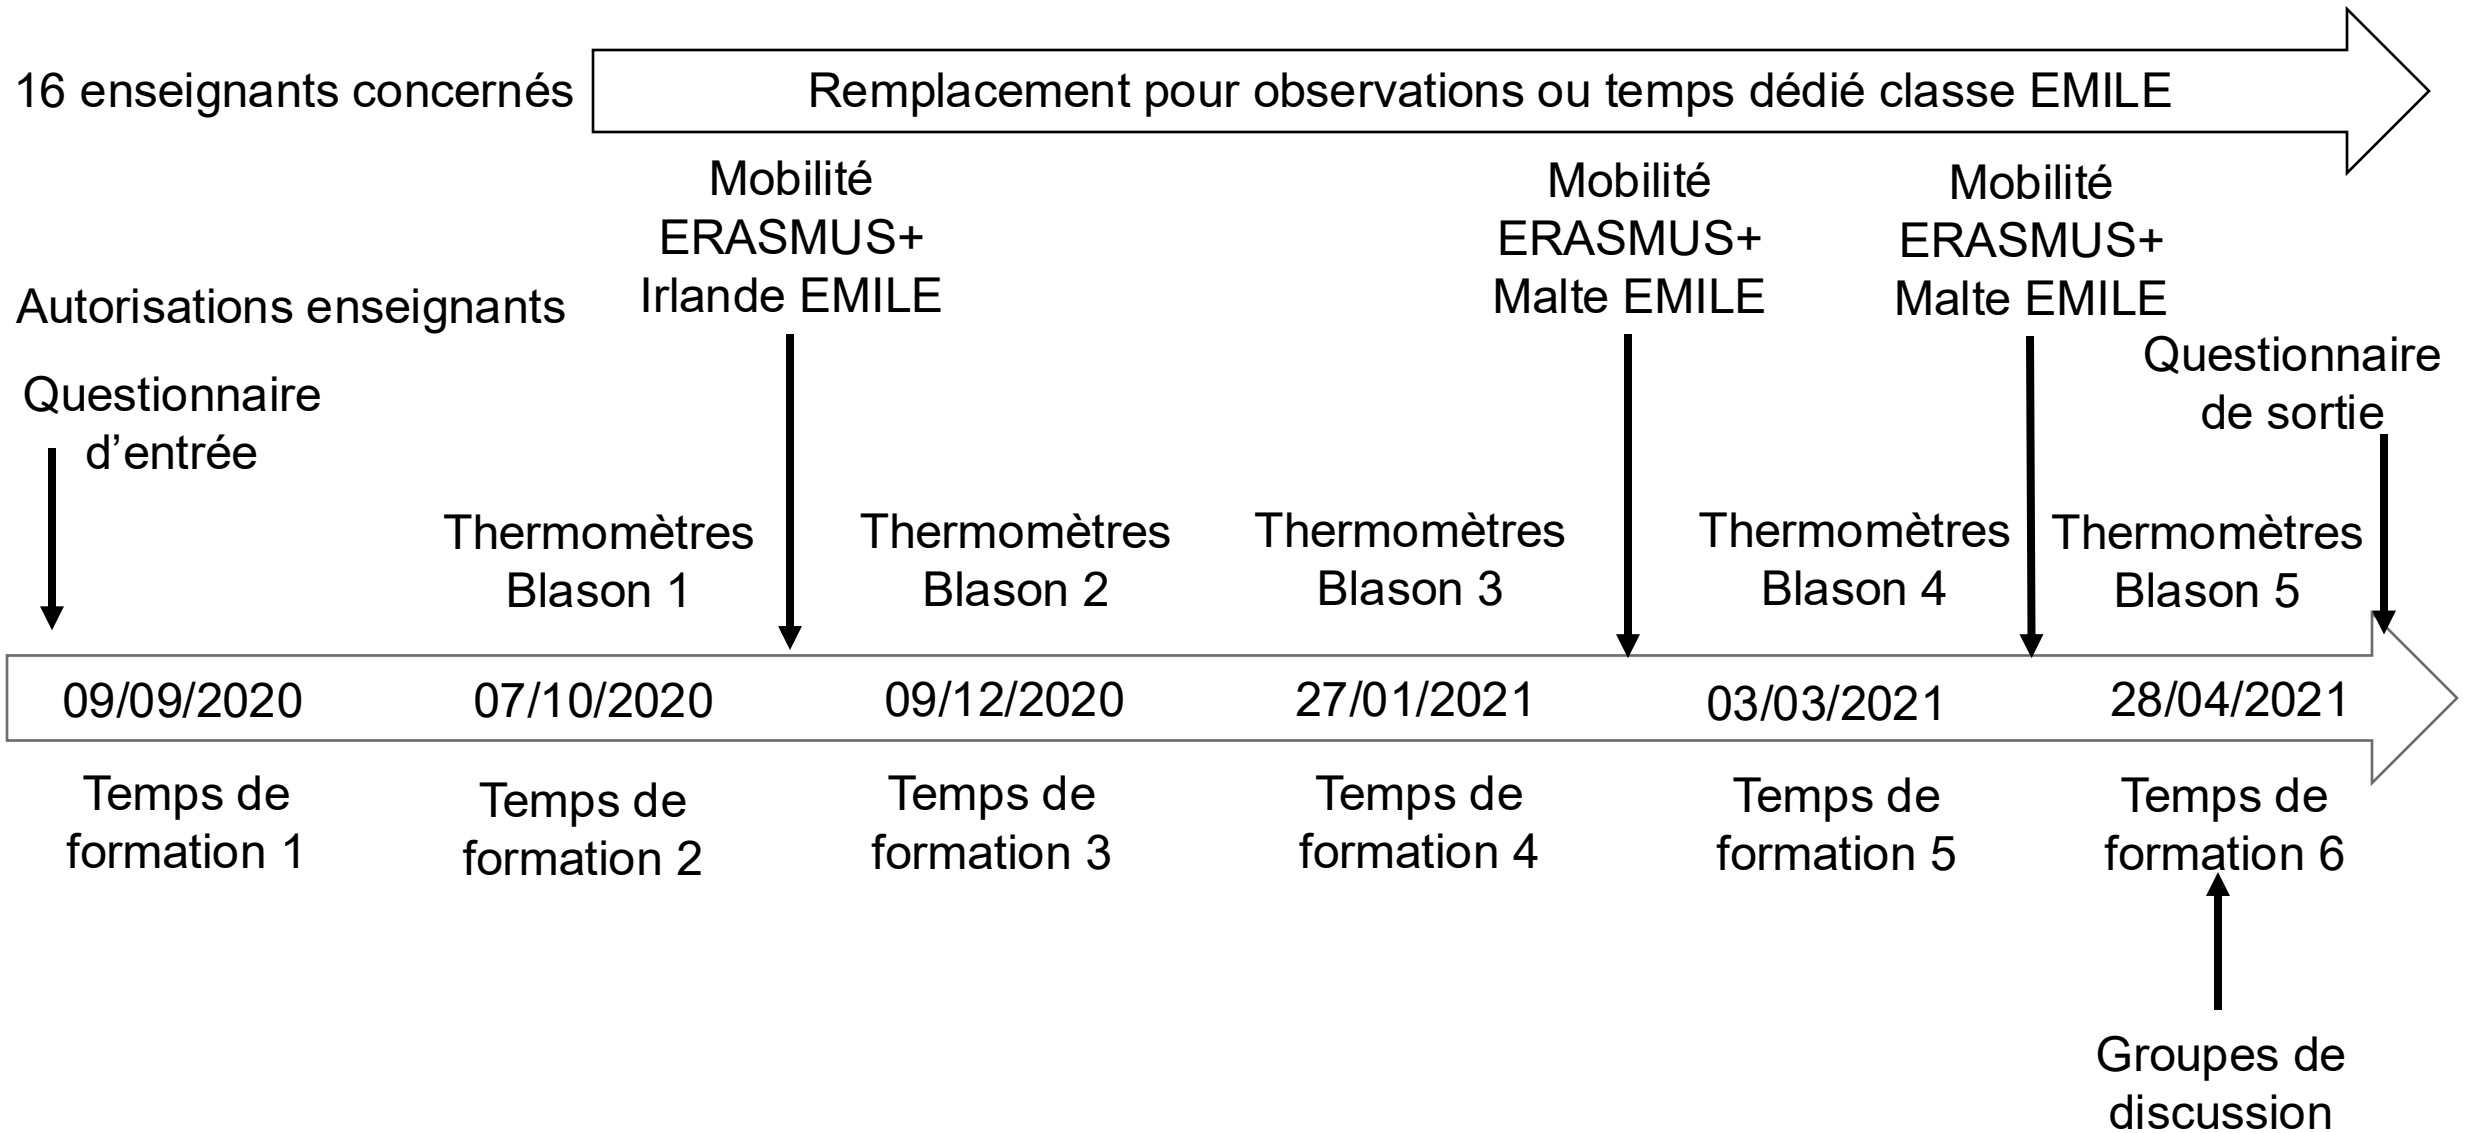 16 enseignants concernés
Remplacement pour observations ou temps dédié classe EMILE
Mobilité
ERASMUS+
Irlande EMILE
Mobilité
ERASMUS+
Malte EMILE
Mobilité
ERASMUS+
Malte EMILE
Autorisations enseignants
Questionnaire
d’entrée
Questionnaire
de sortie
Thermomètres
Blason 1
Thermomètres
Blason 2
Thermomètres
Blason 3
Thermomètres
Blason 4
Thermomètres
Blason 5
09/09/2020
07/10/2020
09/12/2020
27/01/2021
03/03/2021
28/04/2021
Temps de
formation 1
Temps de
formation 2
Temps de
formation 3
Temps de
formation 4
Temps de
formation 5
Temps de
formation 6
Groupes de
discussion